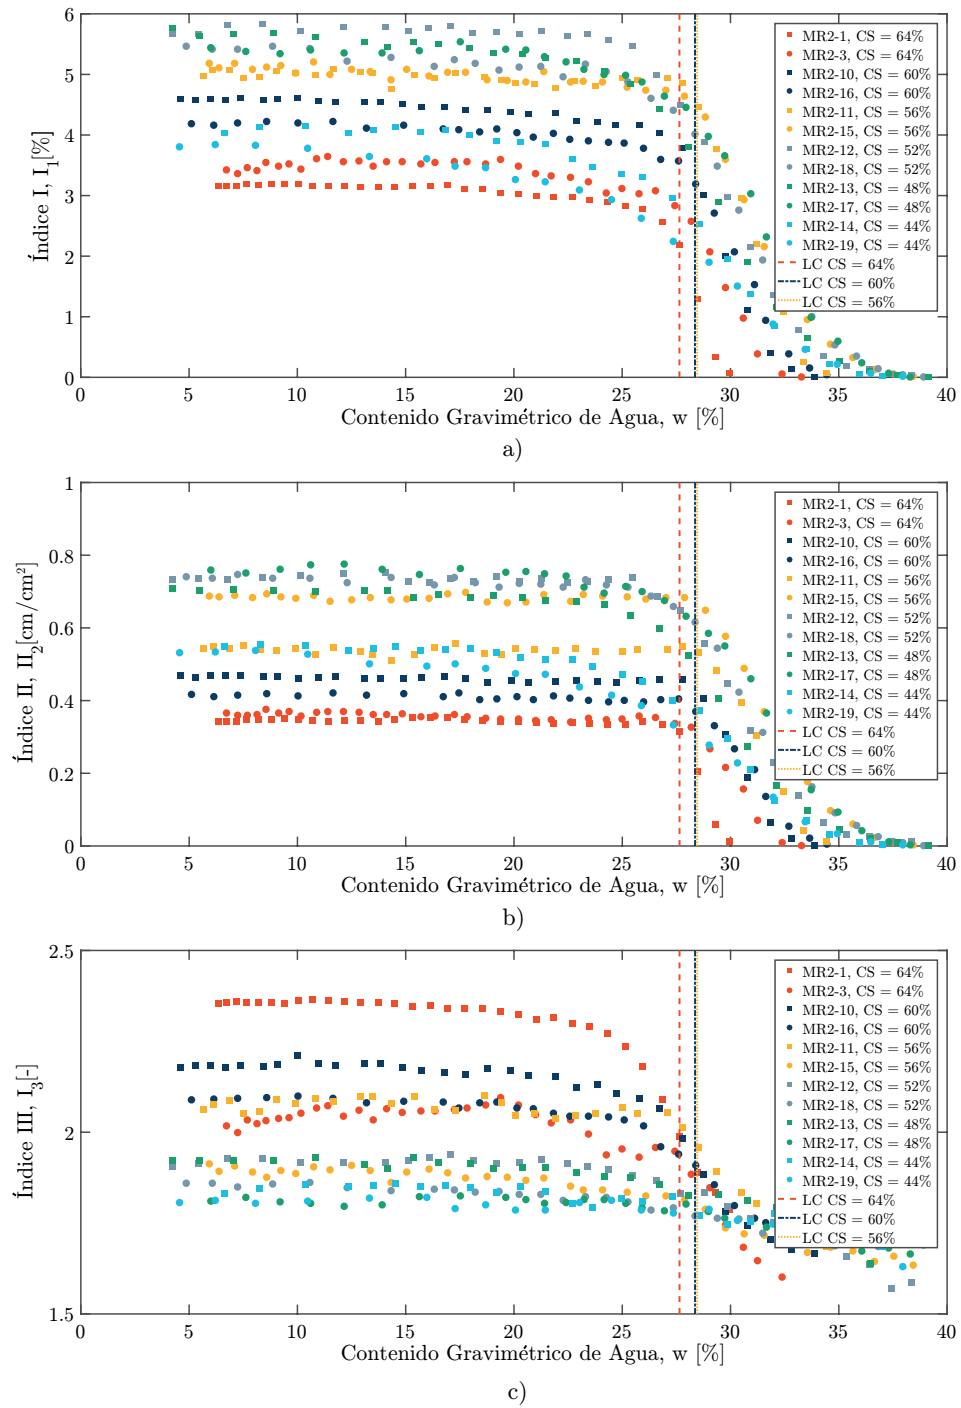 6
5
4
3
2
1
0
Índice I, I1[%]
0 5 10 15 20 25 30 35 40
Contenido Gravimétrico de Agua, w [%]
MR2-1, CS = 64%
MR2-3, CS = 64%
MR2-10, CS = 60%
MR2-16, CS = 60%
MR2-11, CS = 56%
MR2-15, CS = 56%
MR2-12, CS = 52%
MR2-18, CS = 52%
MR2-13, CS = 48%
MR2-17, CS = 48%
MR2-14, CS = 44%
MR2-19, CS = 44%
LC CS = 64%
LC CS = 60%
LC CS = 56%
a)
1
0.8
0.6
0.4
0.2
0
Índice II, II2[cm/cm²]
0 5 10 15 20 25 30 35 40
Contenido Gravimétrico de Agua, w [%]
MR2-1, CS = 64%
MR2-3, CS = 64%
MR2-10, CS = 60%
MR2-16, CS = 60%
MR2-11, CS = 56%
MR2-15, CS = 56%
MR2-12, CS = 52%
MR2-18, CS = 52%
MR2-13, CS = 48%
MR2-17, CS = 48%
MR2-14, CS = 44%
MR2-19, CS = 44%
LC CS = 64%
LC CS = 60%
LC CS = 56%
b)
2.5
2
1.5
Índice III, I3[-]
0 5 10 15 20 25 30 35 40
Contenido Gravimétrico de Agua, w [%]
MR2-1, CS = 64%
MR2-3, CS = 64%
MR2-10, CS = 60%
MR2-16, CS = 60%
MR2-11, CS = 56%
MR2-15, CS = 56%
MR2-12, CS = 52%
MR2-18, CS = 52%
MR2-13, CS = 48%
MR2-17, CS = 48%
MR2-14, CS = 44%
MR2-19, CS = 44%
LC CS = 64%
LC CS = 60%
LC CS = 56%
c)